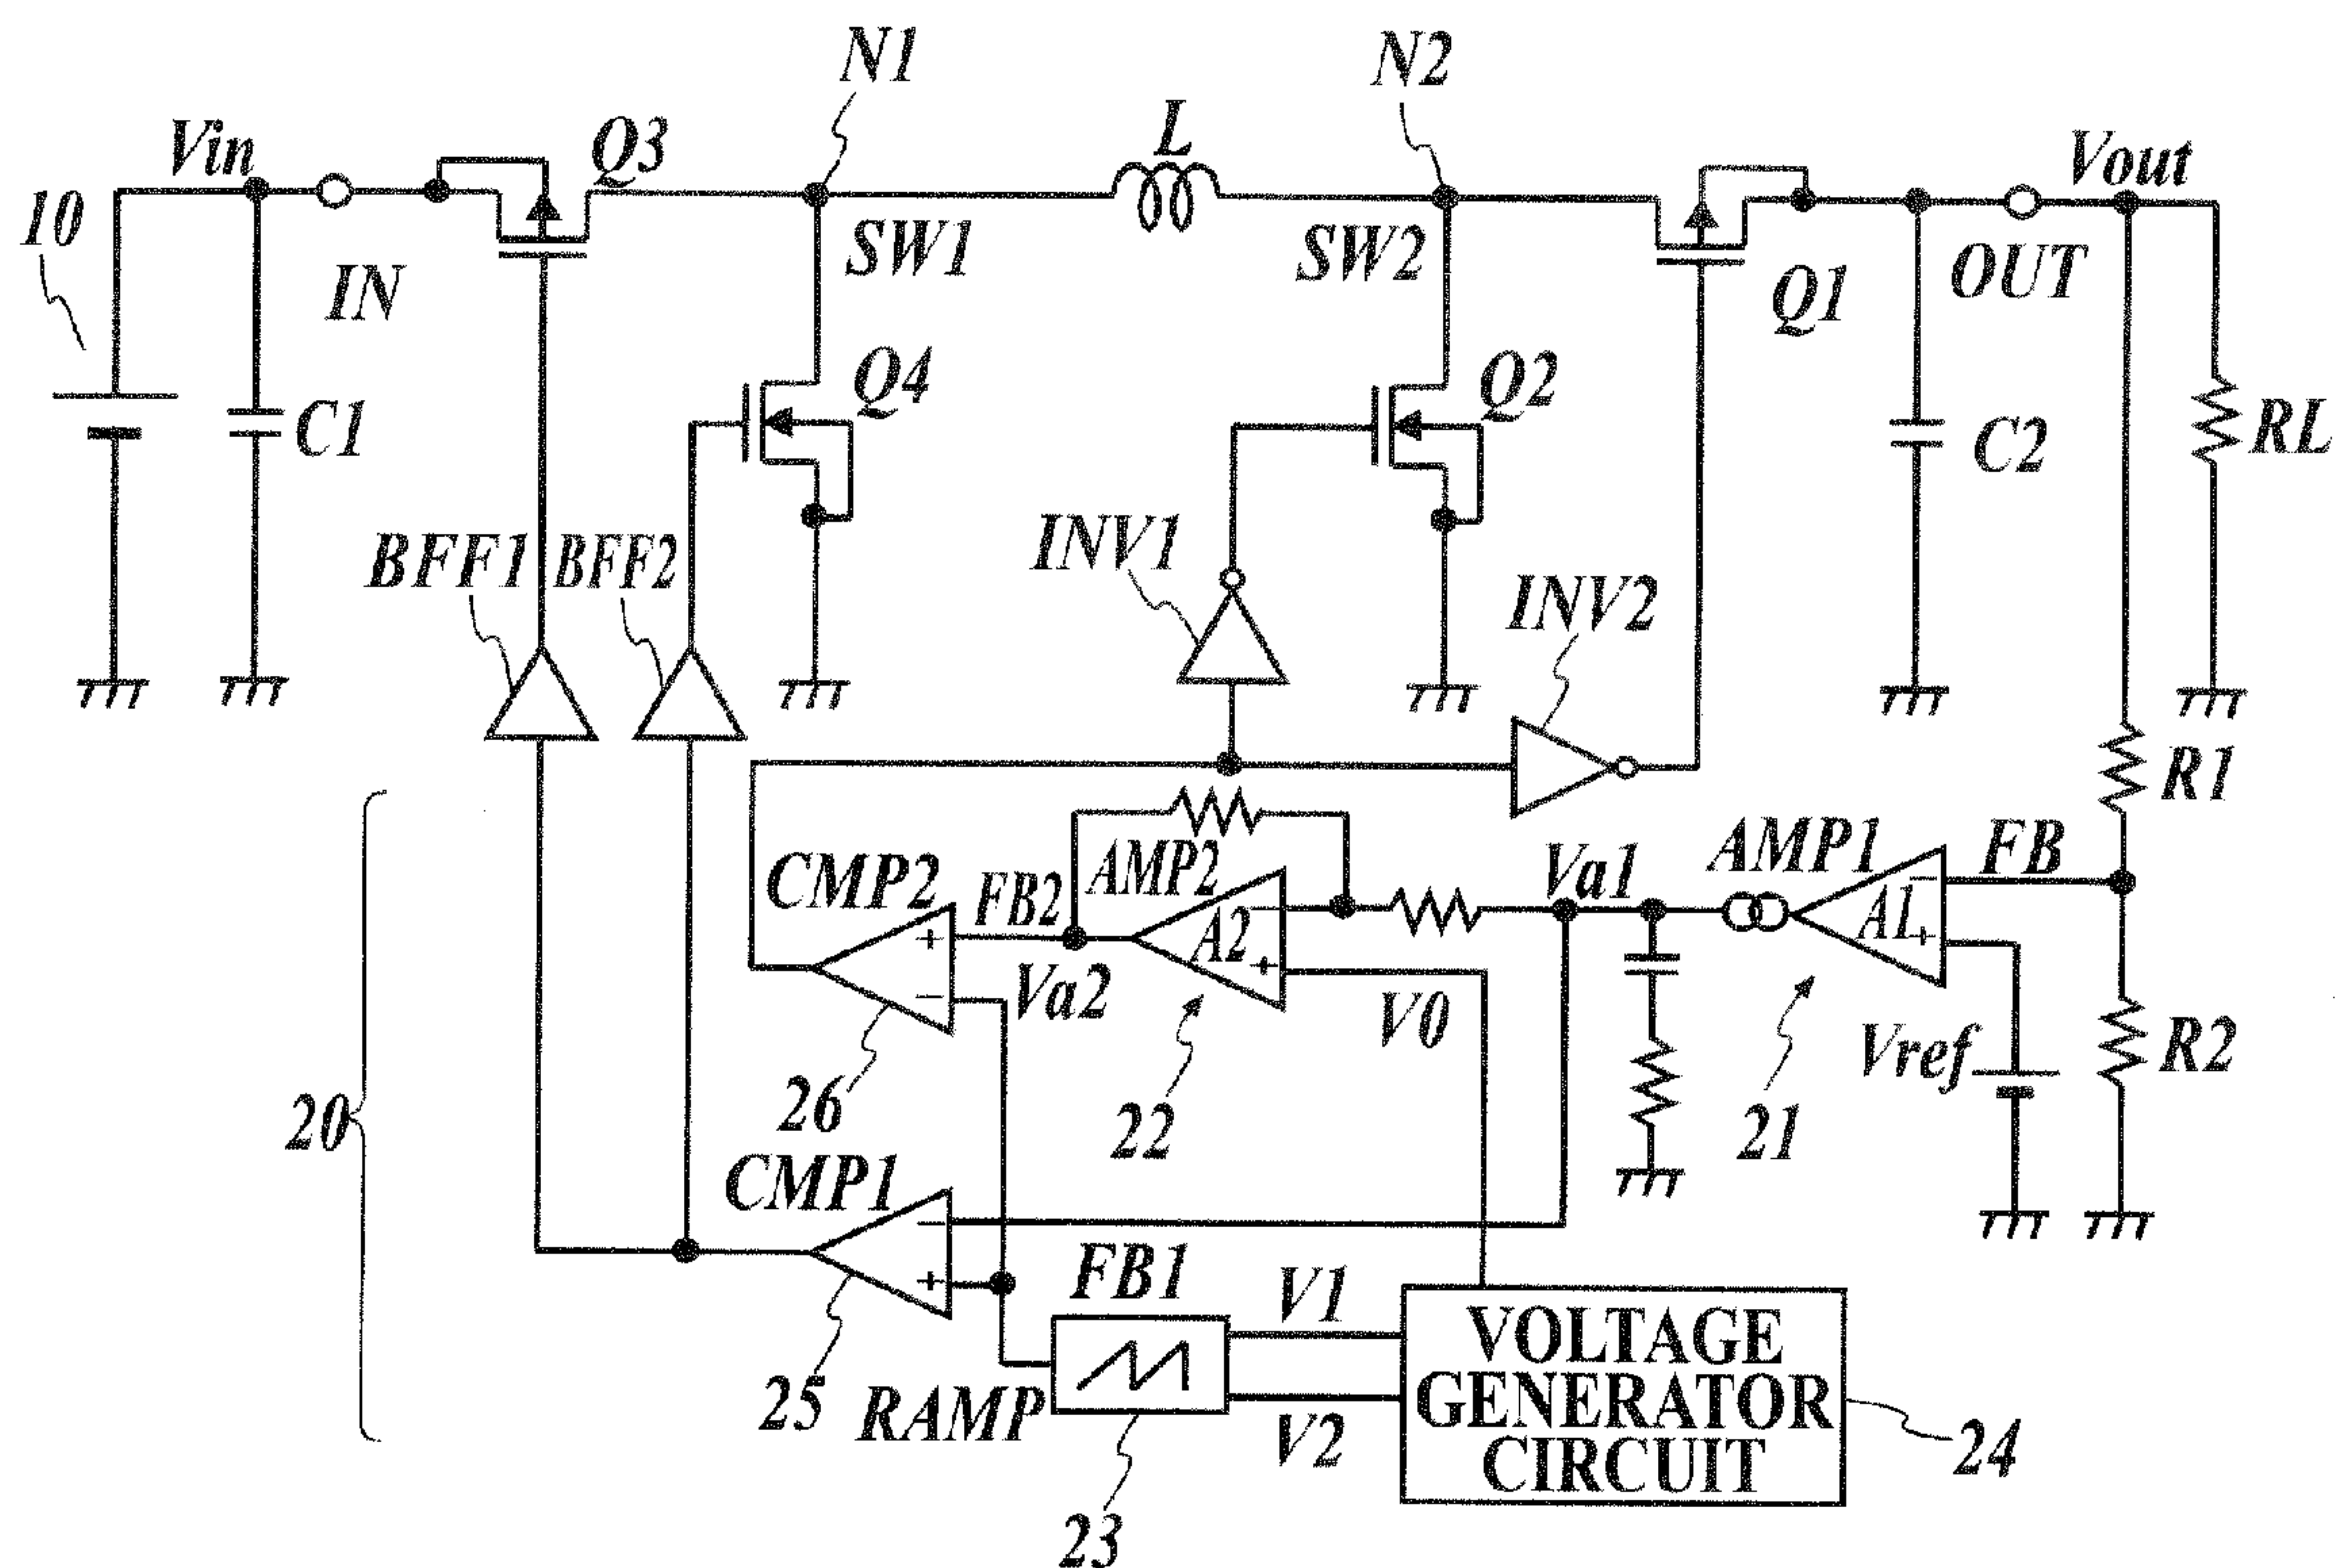 N1
N2
L
Vin
Q3
Vout
10
SW1
SW2
IN
OUT
Q1
Q4
Q2
C1
C2
RL
BFF1
BFF2
INV1
INV2
R1
AMP1
FB
CMP2
FB2
AMP2
Va1
A1
-
+
A2
-
+
+
-
Va2
V0
Vref
R2
26
22
21
20
CMP1
-
+
FB1
V1
VOLTAGE
GENERATOR
CIRCUIT
25
RAMP
V2
24
23